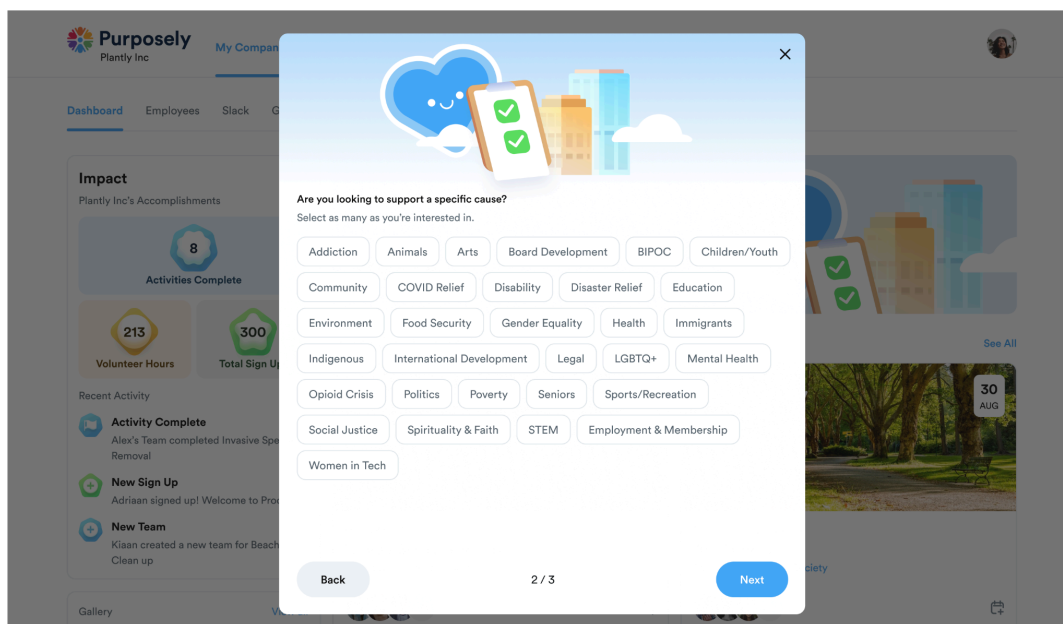 Purposely
Plantly Inc
My Compan
Dashboard Employees Slack G
Impact
Plantly Inc's Accomplishments
8
Activities Complete
213
Volunteer Hours
300
Total Sign Up
Recent Activity
Activity Complete
Alex's Team completed Invasive Spe
Removal
New Sign Up
Adriaan signed up! Welcome to Pro
New Team
Kiaan created a new team for Beach
Clean up
Gallery
Are you looking to support a specific cause?
Select as many as you're interested in.
Addiction Animals Arts Board Development BIPOC Children/Youth
Community COVID Relief Disability Disaster Relief Education
Environment Food Security Gender Equality Health Immigrants
Indigenous International Development Legal LGBTQ+ Mental Health
Opioid Crisis Politics Poverty Seniors Sports/Recreation
Social Justice Spirituality & Faith STEM Employment & Membership
Women in Tech
Back 2 / 3 Next
See All
30
AUG
ciety